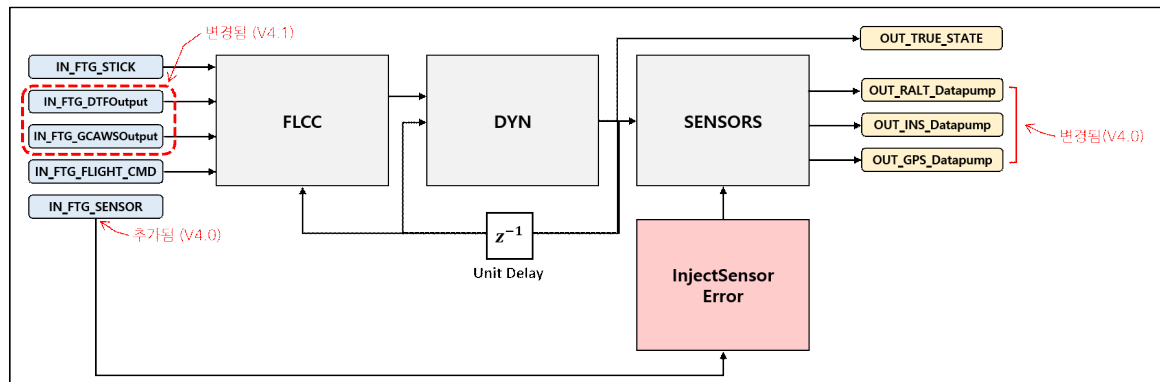 변경됨 (V4.1)
IN_FTG_STICK
IN_FTG_DTFOutput
IN_FTG_GCAWSOutput
IN_FTG_FLIGHT_CMD
IN_FTG_SENSOR
추가됨 (V4.0)
FLCC
DYN
SENSORS
z⁻¹
Unit Delay
InjectSensor
Error
OUT_TRUE_STATE
OUT_RALT_Datapump
OUT_INS_Datapump
OUT_GPS_Datapump
변경됨(V4.0)